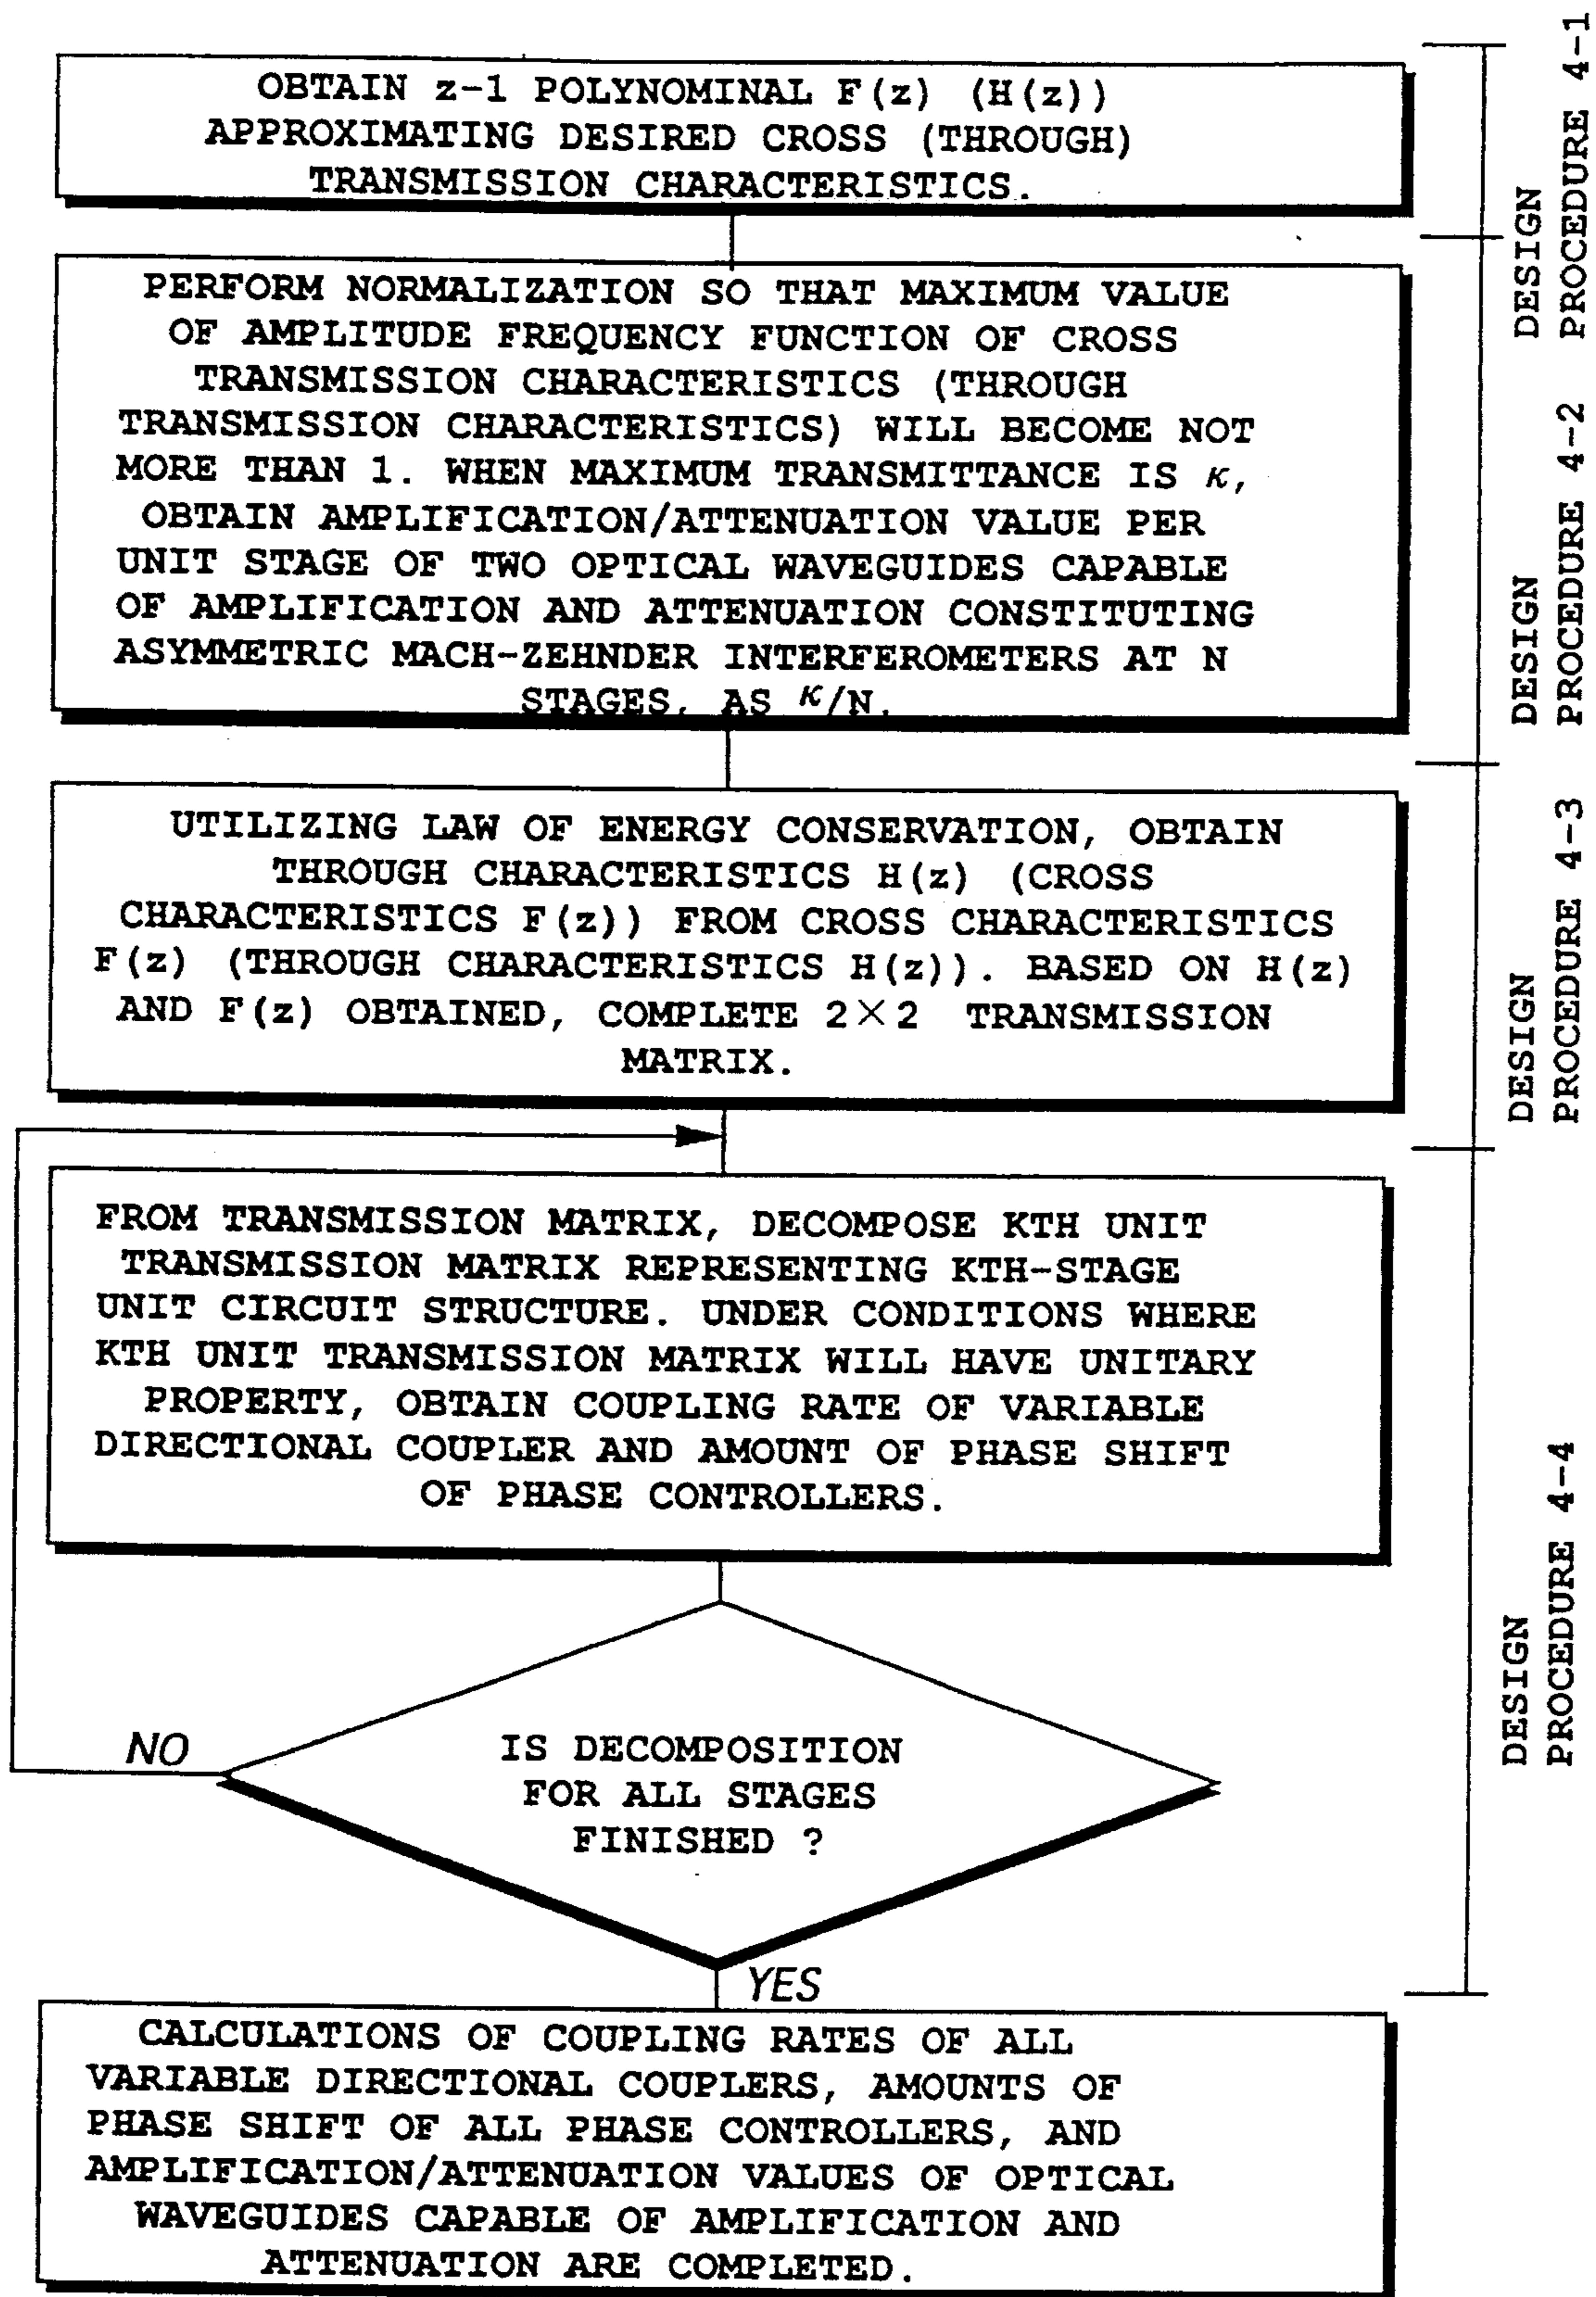 OBTAIN z-1 POLYNOMINAL F(z) (H(z))
APPROXIMATING DESIRED CROSS (THROUGH)
TRANSMISSION CHARACTERISTICS.
DESIGN
PROCEDURE 4-1
PERFORM NORMALIZATION SO THAT MAXIMUM VALUE
OF AMPLITUDE FREQUENCY FUNCTION OF CROSS
TRANSMISSION CHARACTERISTICS (THROUGH
TRANSMISSION CHARACTERISTICS) WILL BECOME NOT
MORE THAN 1. WHEN MAXIMUM TRANSMITTANCE IS κ,
OBTAIN AMPLIFICATION/ATTENUATION VALUE PER
UNIT STAGE OF TWO OPTICAL WAVEGUIDES CAPABLE
OF AMPLIFICATION AND ATTENUATION CONSTITUTING
ASYMMETRIC MACH-ZEHNDER INTERFEROMETERS AT N
STAGES, AS κ/N.
DESIGN
PROCEDURE 4-2
UTILIZING LAW OF ENERGY CONSERVATION, OBTAIN
THROUGH CHARACTERISTICS H(z) (CROSS
CHARACTERISTICS F(z)) FROM CROSS CHARACTERISTICS
F(z) (THROUGH CHARACTERISTICS H(z)). BASED ON H(z)
AND F(z) OBTAINED, COMPLETE 2×2 TRANSMISSION
MATRIX.
DESIGN
PROCEDURE 4-3
FROM TRANSMISSION MATRIX, DECOMPOSE KTH UNIT
TRANSMISSION MATRIX REPRESENTING KTH-STAGE
UNIT CIRCUIT STRUCTURE. UNDER CONDITIONS WHERE
KTH UNIT TRANSMISSION MATRIX WILL HAVE UNITARY
PROPERTY, OBTAIN COUPLING RATE OF VARIABLE
DIRECTIONAL COUPLER AND AMOUNT OF PHASE SHIFT
OF PHASE CONTROLLERS.
DESIGN
PROCEDURE 4-4
NO
IS DECOMPOSITION
FOR ALL STAGES
FINISHED ?
YES
CALCULATIONS OF COUPLING RATES OF ALL
VARIABLE DIRECTIONAL COUPLERS, AMOUNTS OF
PHASE SHIFT OF ALL PHASE CONTROLLERS, AND
AMPLIFICATION/ATTENUATION VALUES OF OPTICAL
WAVEGUIDES CAPABLE OF AMPLIFICATION AND
ATTENUATION ARE COMPLETED.